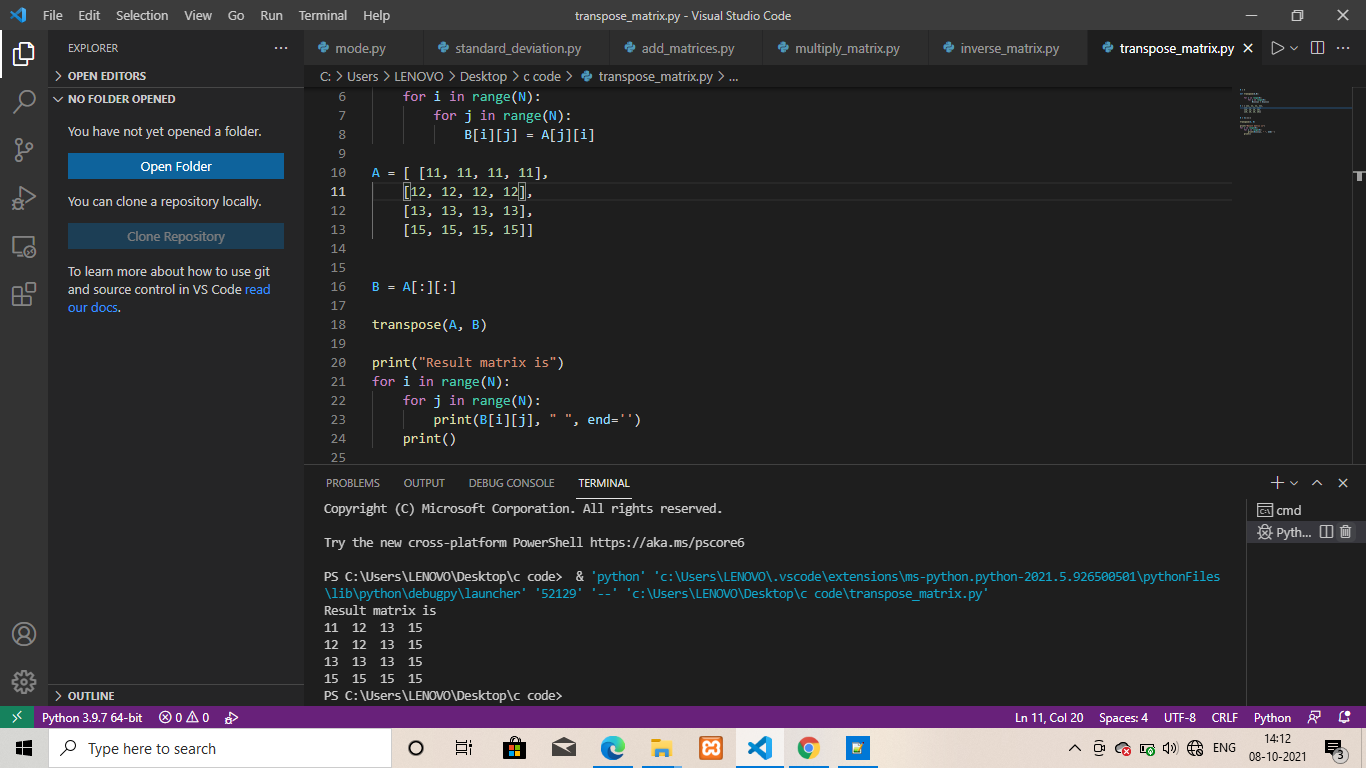 File Edit Selection View Go Run Terminal Help
transpose_matrix.py - Visual Studio Code
EXPLORER
OPEN EDITORS
NO FOLDER OPENED
You have not yet opened a folder.
Open Folder
You can clone a repository locally.
Clone Repository
To learn more about how to use git
and source control in VS Code read
our docs.
OUTLINE
mode.py standard_deviation.py add_matrices.py multiply_matrix.py inverse_matrix.py transpose_matrix.py
C: > Users > LENOVO > Desktop > c code > transpose_matrix.py > ...
6 for i in range(N):
7 for j in range(N):
8 B[i][j] = A[j][i]
9
10 A = [ [11, 11, 11, 11],
11 [12, 12, 12, 12],
12 [13, 13, 13, 13],
13 [15, 15, 15, 15]]
14
15
16 B = A[:][:]
17
18 transpose(A, B)
19
20 print("Result matrix is")
21 for i in range(N):
22 for j in range(N):
23 print(B[i][j], " ", end='')
24 print()
25
PROBLEMS OUTPUT DEBUG CONSOLE TERMINAL
Copyright (C) Microsoft Corporation. All rights reserved.
Try the new cross-platform PowerShell https://aka.ms/pscore6
PS C:\Users\LENOVO\Desktop\c code>  & 'python' 'c:\Users\LENOVO\.vscode\extensions\ms-python.python-2021.5.926500501\pythonFiles
\lib\python\debugpy\launcher' '52129' '--' 'c:\Users\LENOVO\Desktop\c code\transpose_matrix.py'
Result matrix is
11  12  13  15
12  12  13  15
13  13  13  15
15  15  15  15
PS C:\Users\LENOVO\Desktop\c code>
cmd
Pyth...
Python 3.9.7 64-bit 0 0
Ln 11, Col 20 Spaces: 4 UTF-8 CRLF Python
Type here to search
ENG
14:12
08-10-2021
3